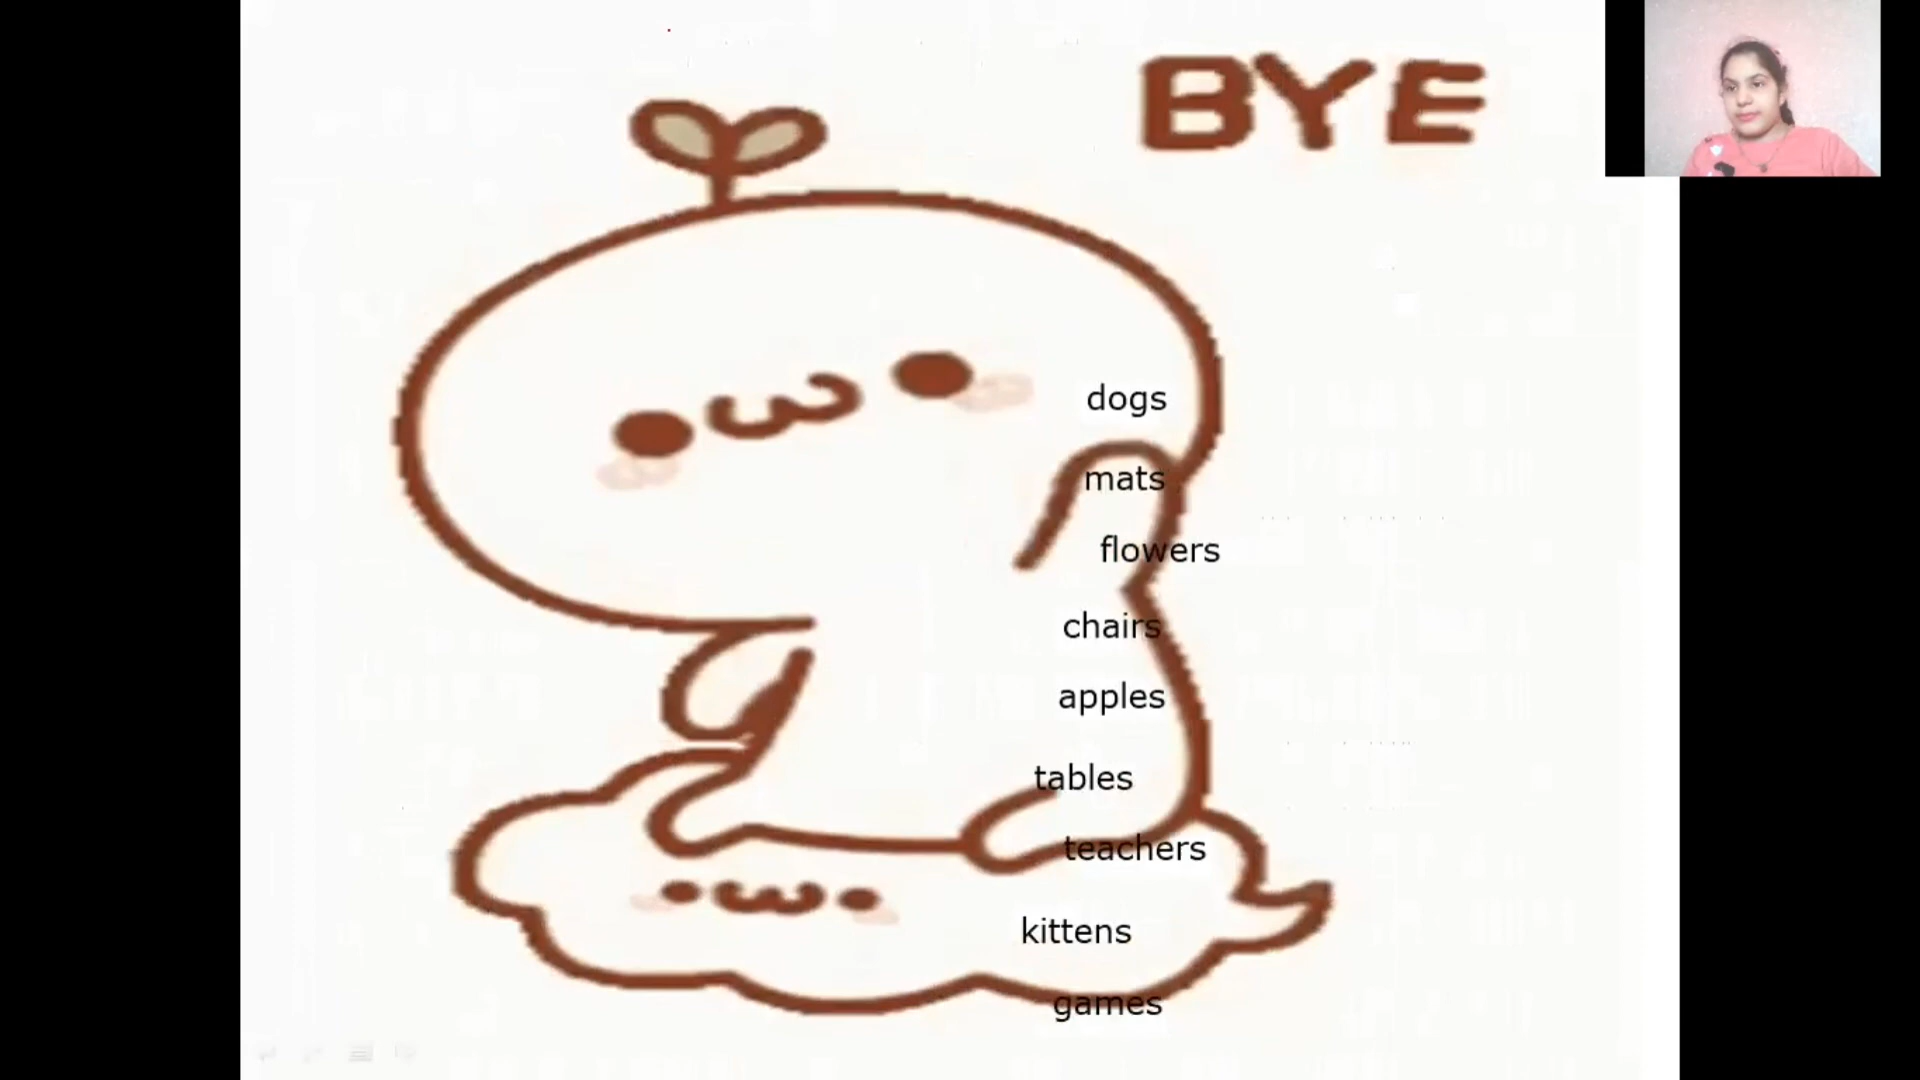 BYE
dogs
mats
flowers
chairs
apples
tables
teachers
kittens
games